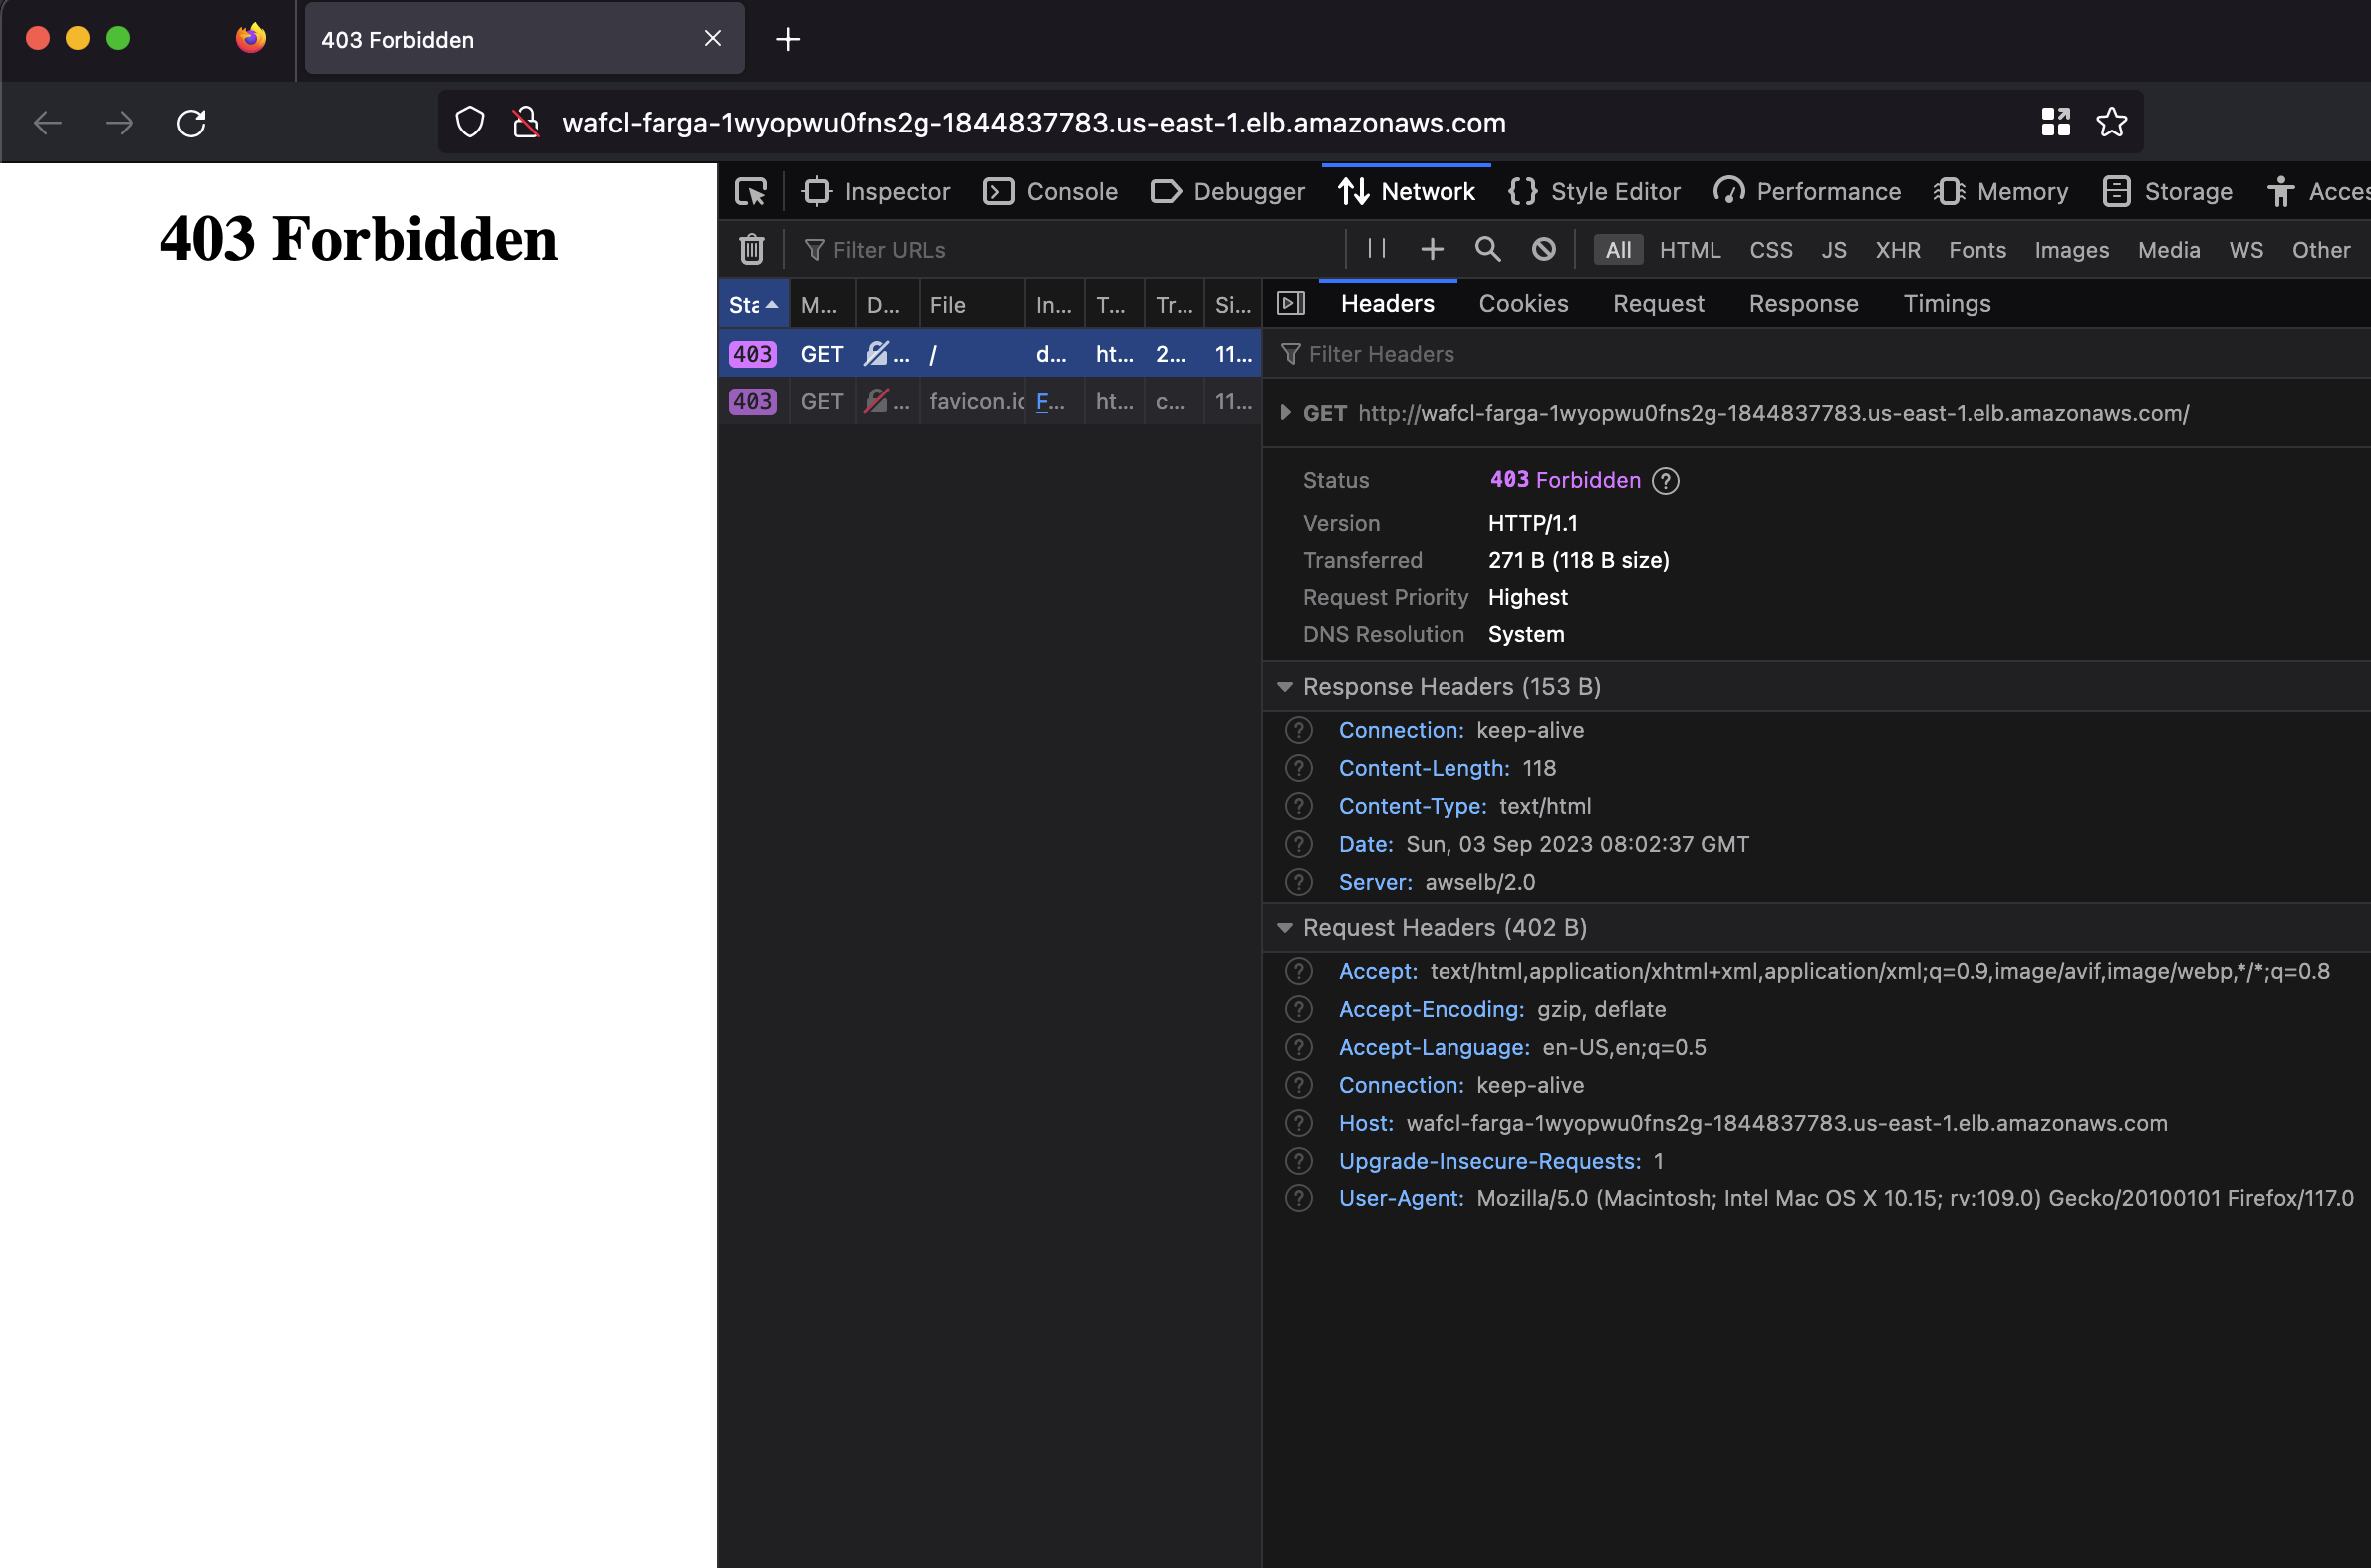 403 Forbidden
wafcl-farga-1wyopwu0fns2g-1844837783.us-east-1.elb.amazonaws.com
403 Forbidden
Inspector Console Debugger Network Style Editor Performance Memory Storage Acces
Filter URLs All HTML CSS JS XHR Fonts Images Media WS Other
Sta M... D... File In... T... Tr... Si...
403 GET ... / d... ht... 2... 11...
403 GET ... favicon.ic F... ht... c... 11...
Headers Cookies Request Response Timings
Filter Headers
GET http://wafcl-farga-1wyopwu0fns2g-1844837783.us-east-1.elb.amazonaws.com/
Status 403 Forbidden ?
Version HTTP/1.1
Transferred 271 B (118 B size)
Request Priority Highest
DNS Resolution System
Response Headers (153 B)
? Connection: keep-alive
? Content-Length: 118
? Content-Type: text/html
? Date: Sun, 03 Sep 2023 08:02:37 GMT
? Server: awselb/2.0
Request Headers (402 B)
? Accept: text/html,application/xhtml+xml,application/xml;q=0.9,image/avif,image/webp,*/*;q=0.8
? Accept-Encoding: gzip, deflate
? Accept-Language: en-US,en;q=0.5
? Connection: keep-alive
? Host: wafcl-farga-1wyopwu0fns2g-1844837783.us-east-1.elb.amazonaws.com
? Upgrade-Insecure-Requests: 1
? User-Agent: Mozilla/5.0 (Macintosh; Intel Mac OS X 10.15; rv:109.0) Gecko/20100101 Firefox/117.0